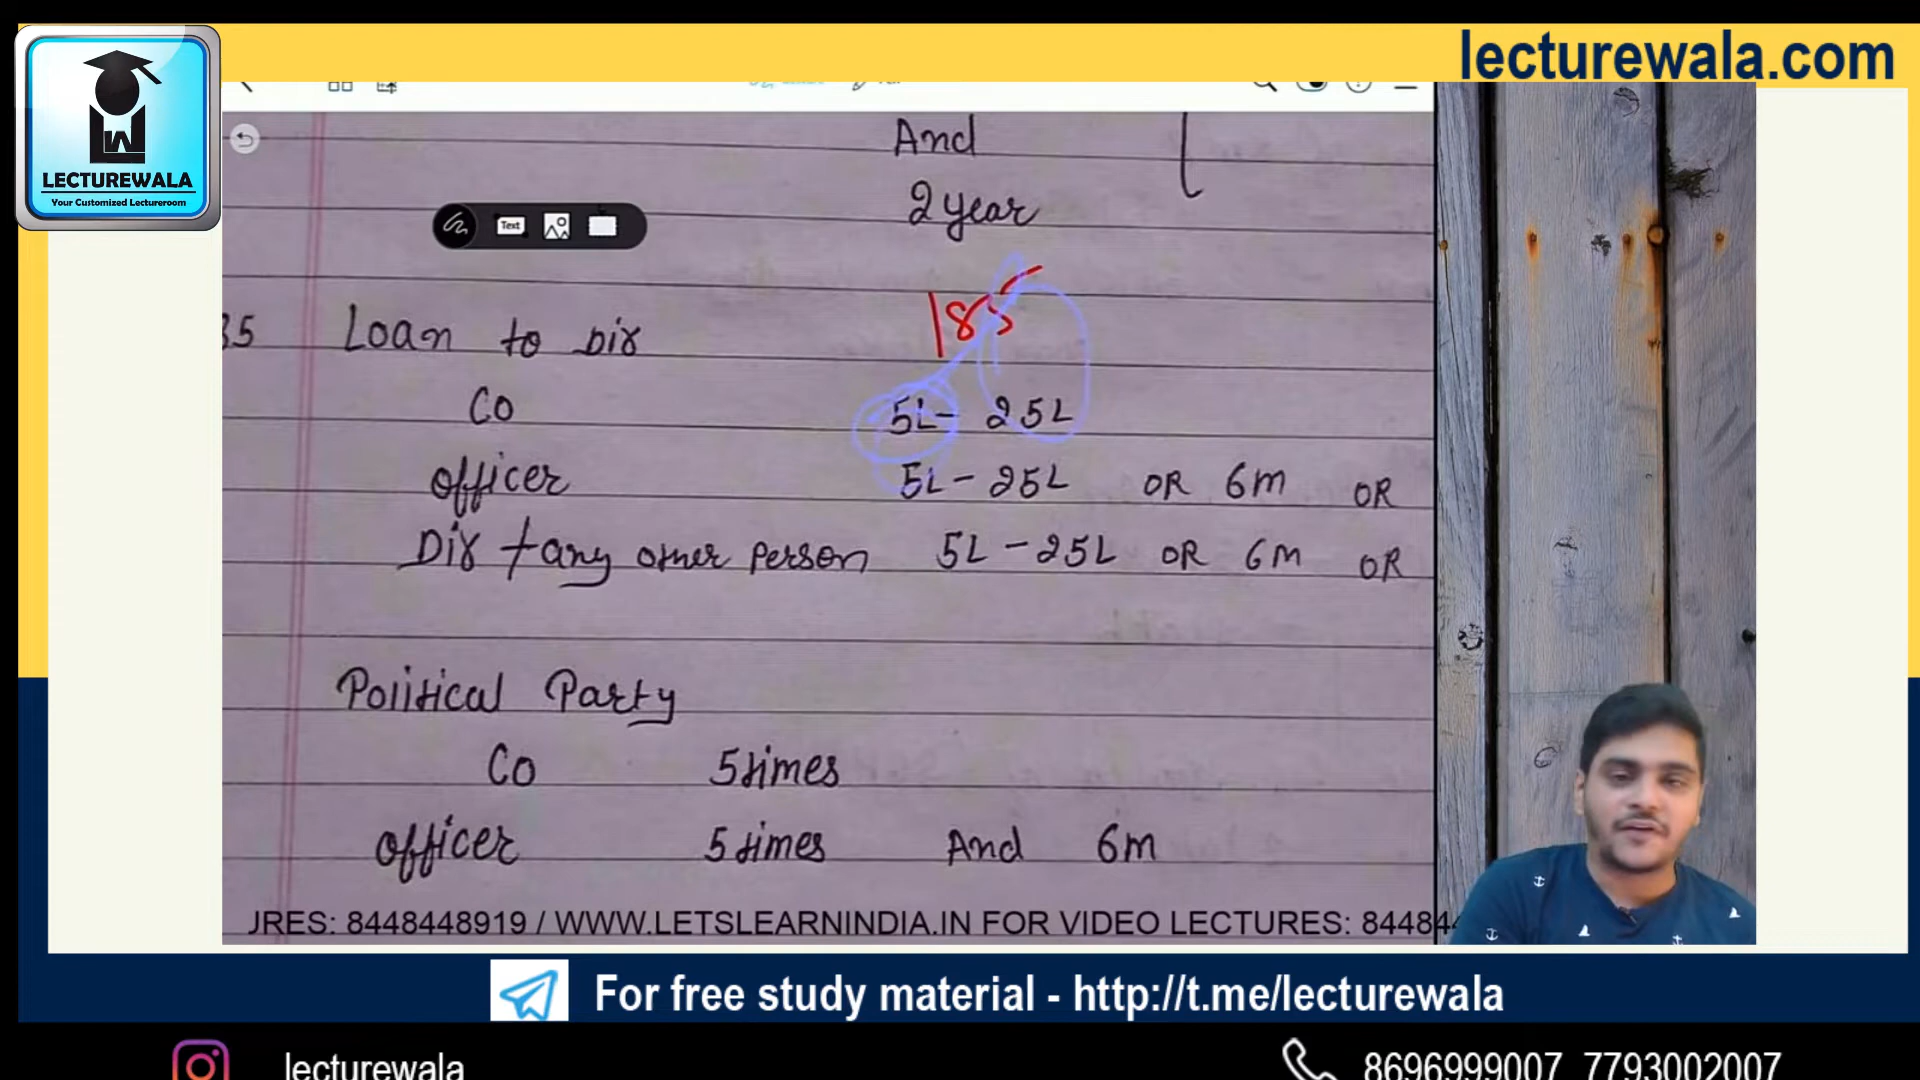 lecturewala.com
LW
LECTUREWALA
Your Customized Lectureroom
And
2 year
Text
185
85 Loan to Dir
Co 5L - 25L
officer 5L - 25L OR 6m OR
Dir + any other person 5L - 25L OR 6m OR
Political Party
Co 5 times
officer 5 times And 6m
JRES: 8448448919 / WWW.LETSLEARNINDIA.IN FOR VIDEO LECTURES: 84484
For free study material - http://t.me/lecturewala
lecturewala
8696999007, 7793002007